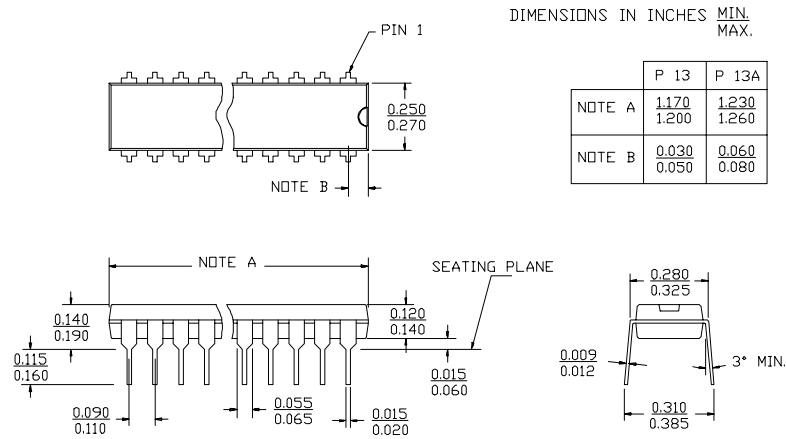 DIMENSIONS IN INCHES MIN.
MAX.
PIN 1
P 13 P 13A
NOTE A 1.170 1.230
1.200 1.260
NOTE B 0.030 0.060
0.050 0.080
0.250
0.270
NOTE B
NOTE A
SEATING PLANE
0.280
0.325
0.140
0.190
0.120
0.140
0.115
0.160
0.015
0.060
0.009
0.012
3° MIN.
0.090
0.110
0.055
0.065
0.015
0.020
0.310
0.385